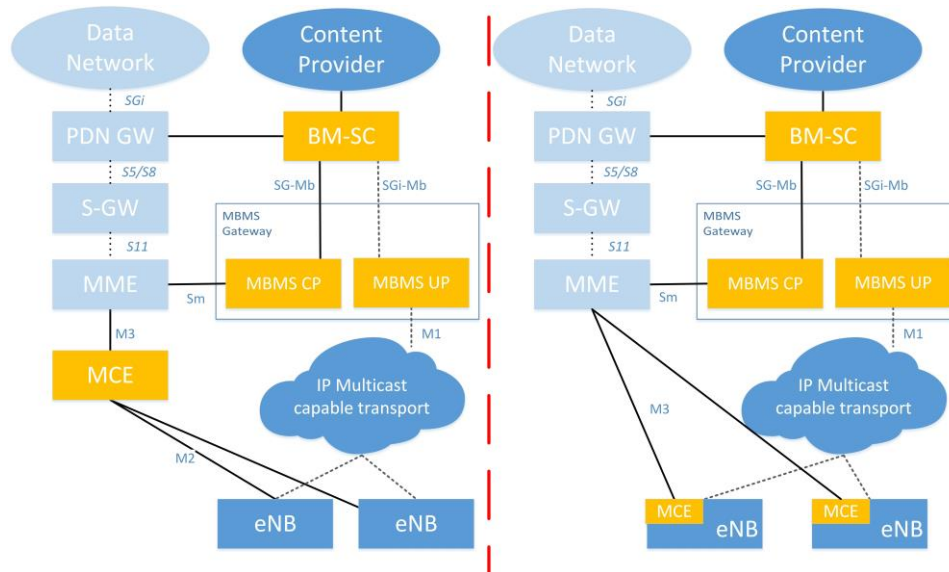 Data
Network
Content
Provider
SGi
PDN GW
BM-SC
S5/S8
SG-Mb
SGi-Mb
S-GW
MBMS
Gateway
S11
MME
Sm
MBMS CP
MBMS UP
M3
M1
MCE
IP Multicast
capable transport
M2
eNB
eNB
Data
Network
Content
Provider
SGi
PDN GW
BM-SC
S5/S8
SG-Mb
SGi-Mb
S-GW
MBMS
Gateway
S11
MME
Sm
MBMS CP
MBMS UP
M1
IP Multicast
capable transport
M3
MCE
eNB
MCE
eNB